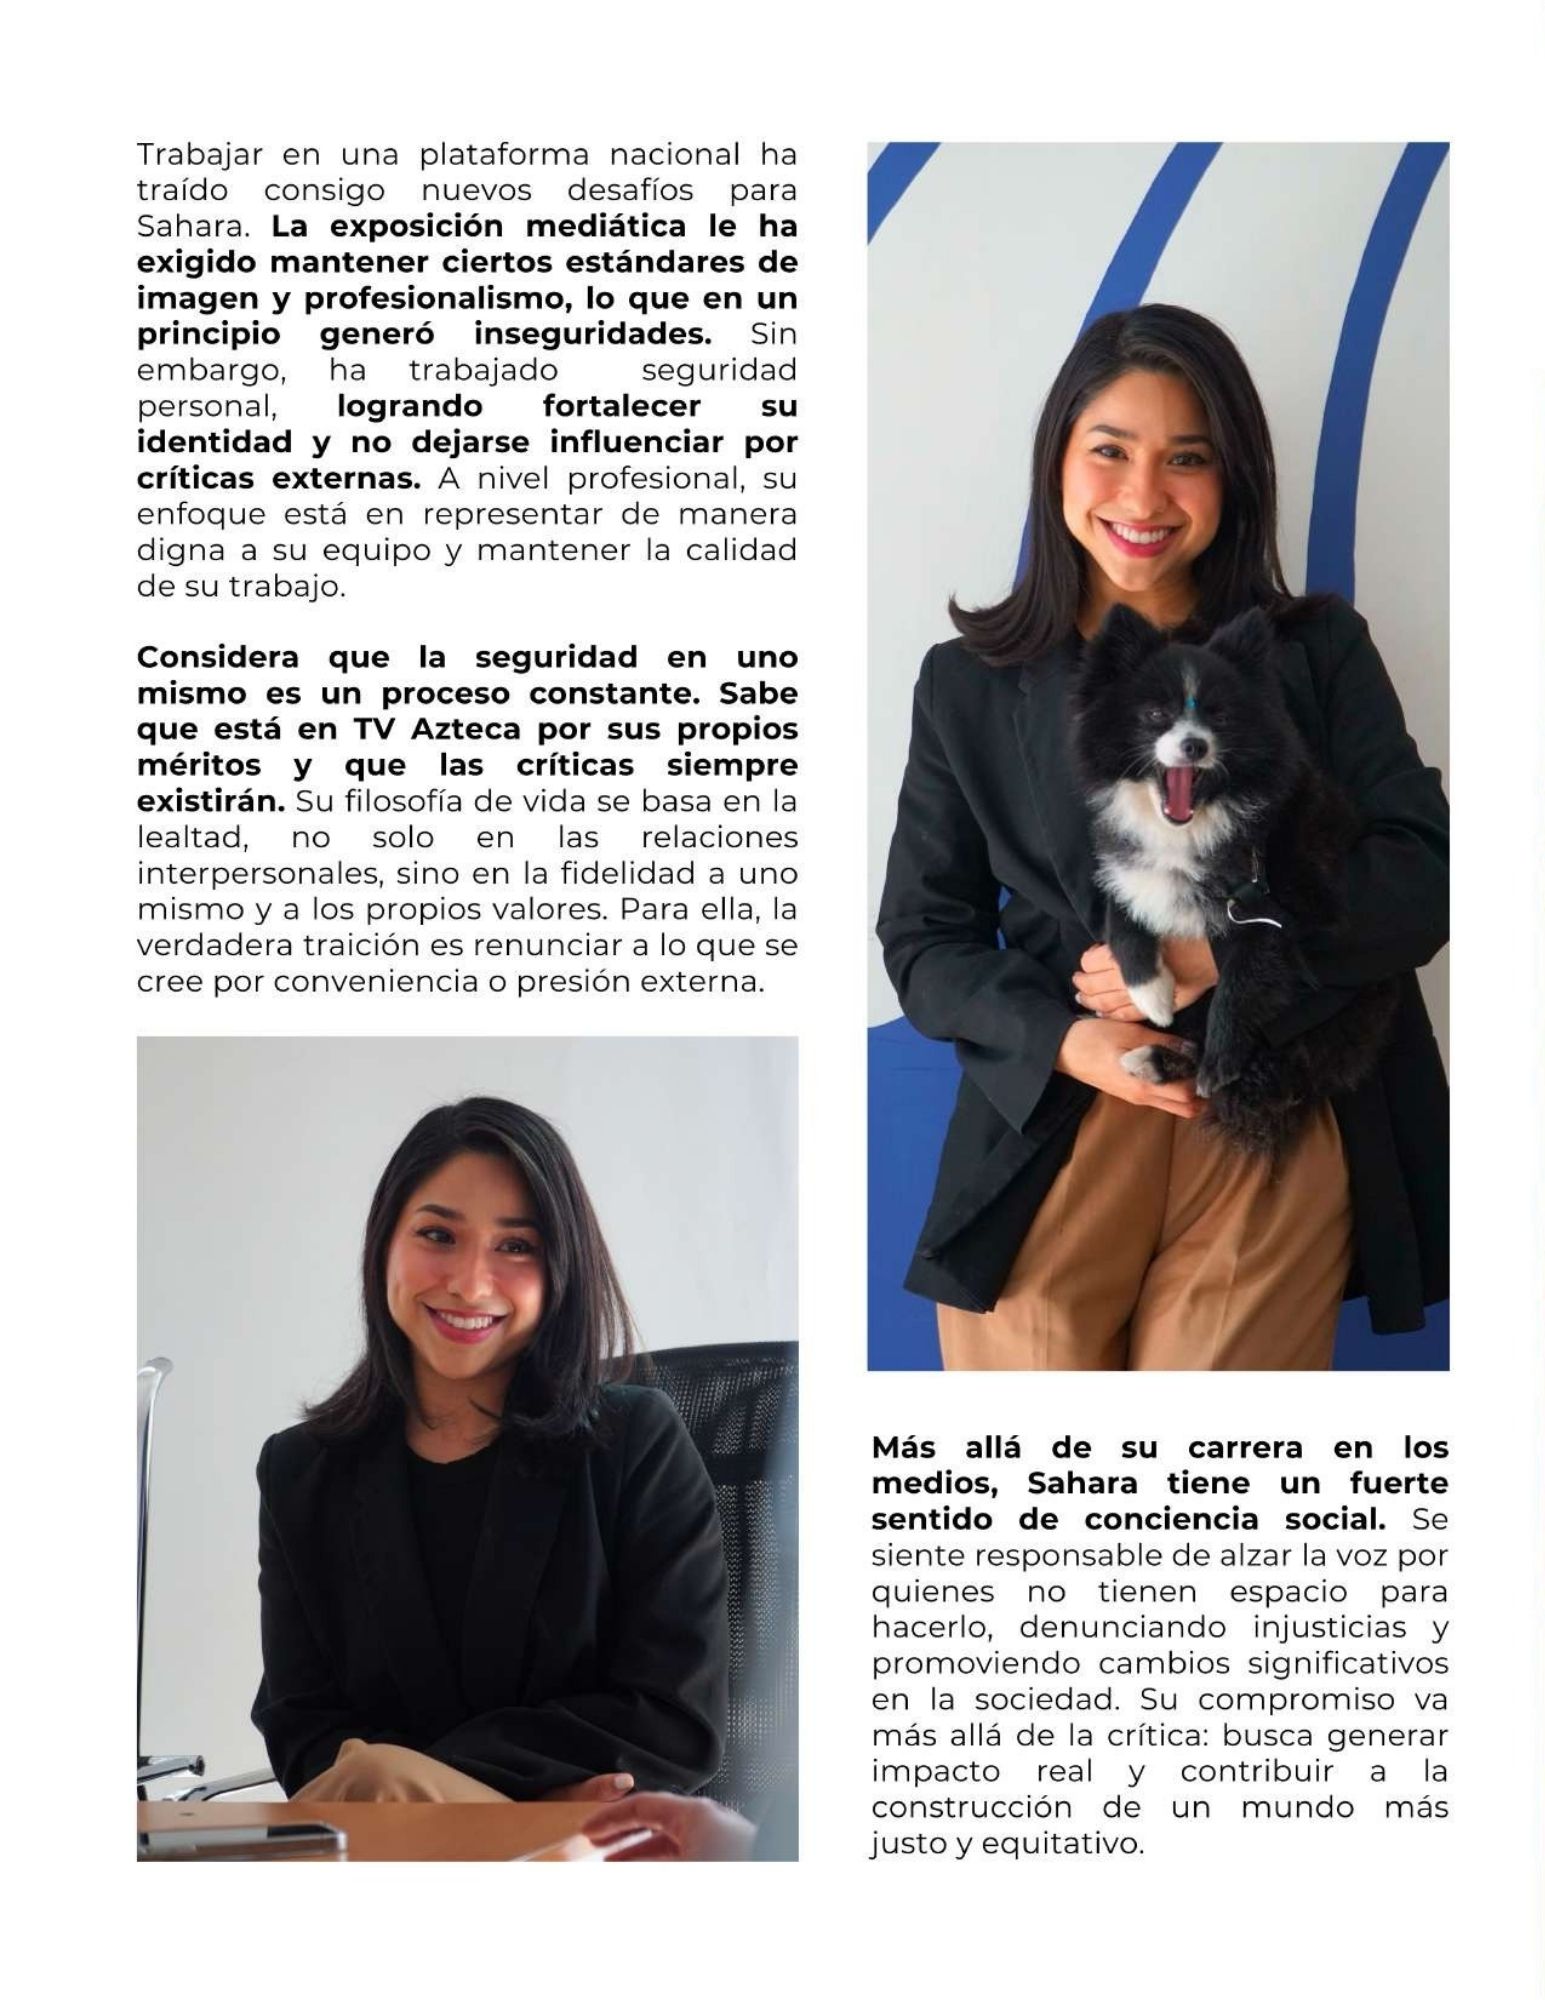 Trabajar en una plataforma nacional ha
traído consigo nuevos desafíos para
Sahara. La exposición mediática le ha
exigido mantener ciertos estándares de
imagen y profesionalismo, lo que en un
principio generó inseguridades. Sin
embargo, ha trabajado seguridad
personal, logrando fortalecer su
identidad y no dejarse influenciar por
críticas externas. A nivel profesional, su
enfoque está en representar de manera
digna a su equipo y mantener la calidad
de su trabajo.
Considera que la seguridad en uno
mismo es un proceso constante. Sabe
que está en TV Azteca por sus propios
méritos y que las críticas siempre
existirán. Su filosofía de vida se basa en la
lealtad, no solo en las relaciones
interpersonales, sino en la fidelidad a uno
mismo y a los propios valores. Para ella, la
verdadera traición es renunciar a lo que se
cree por conveniencia o presión externa.
Más allá de su carrera en los
medios, Sahara tiene un fuerte
sentido de conciencia social. Se
siente responsable de alzar la voz por
quienes no tienen espacio para
hacerlo, denunciando injusticias y
promoviendo cambios significativos
en la sociedad. Su compromiso va
más allá de la crítica: busca generar
impacto real y contribuir a la
construcción de un mundo más
justo y equitativo.